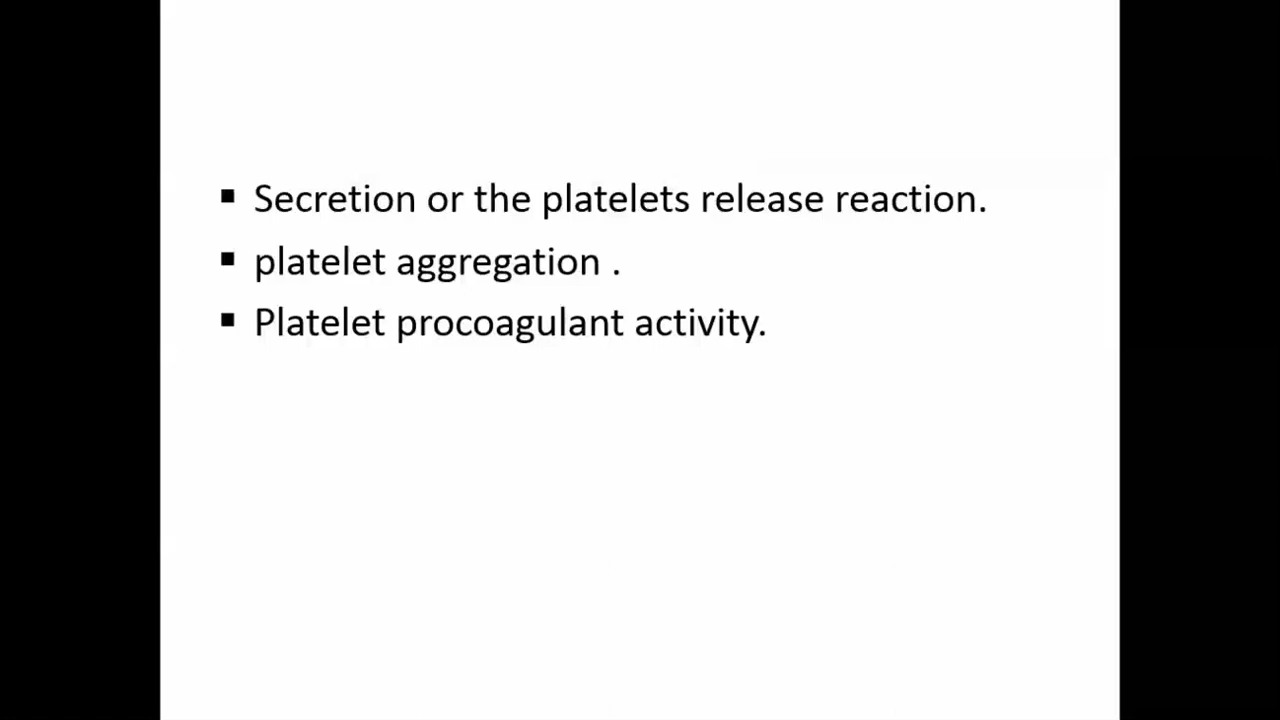 ▪ Secretion or the platelets release reaction.
▪ platelet aggregation .
▪ Platelet procoagulant activity.